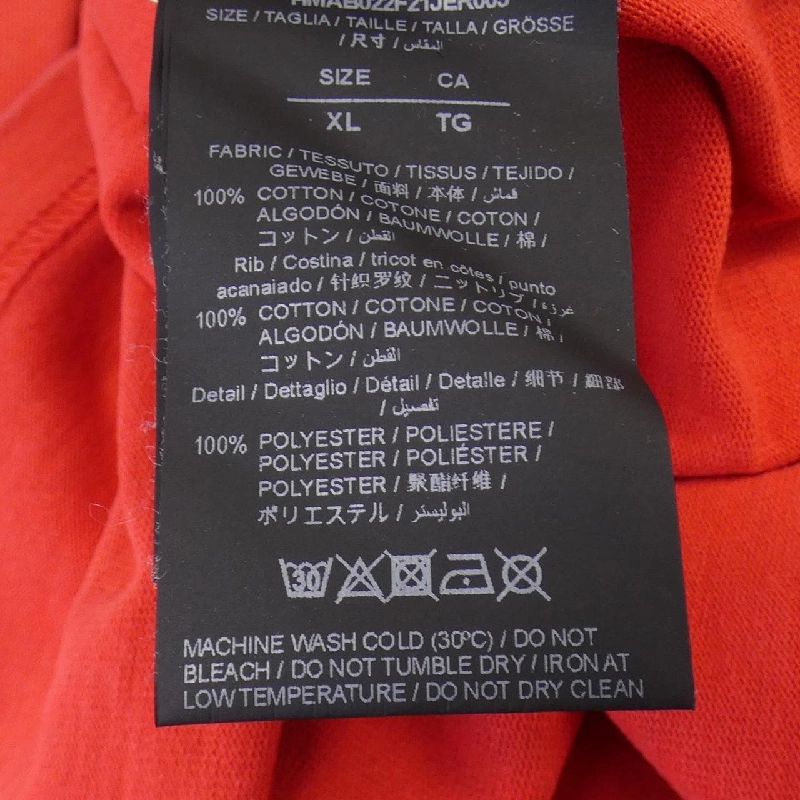 HMAB022F21JER003
SIZE / TAGLIA / TAILLE / TALLA / GRÖSSE
/ 尺寸 / المقاس
SIZE CA
XL TG
FABRIC / TESSUTO / TISSUS / TEJIDO /
GEWEBE / 面料 / 本体 / قماش
100% COTTON / COTONE / COTON /
ALGODÓN / BAUMWOLLE / 棉 /
コットン / القطن
Rib / Costina / tricot en côtes / punto
acanaiado / 针织罗纹 / ニットリブ / غرزة
100% COTTON / COTONE / COTON /
ALGODÓN / BAUMWOLLE / 棉 /
コットン / القطن
Detail / Dettaglio / Détail / Detalle / 细节 / 細部
/ تفصيل
100% POLYESTER / POLIESTERE /
POLYESTER / POLIÉSTER /
POLYESTER / 聚酯纤维 /
ポリエステル / البوليستر
30
MACHINE WASH COLD (30ºC) / DO NOT
BLEACH / DO NOT TUMBLE DRY / IRON AT
LOW TEMPERATURE / DO NOT DRY CLEAN